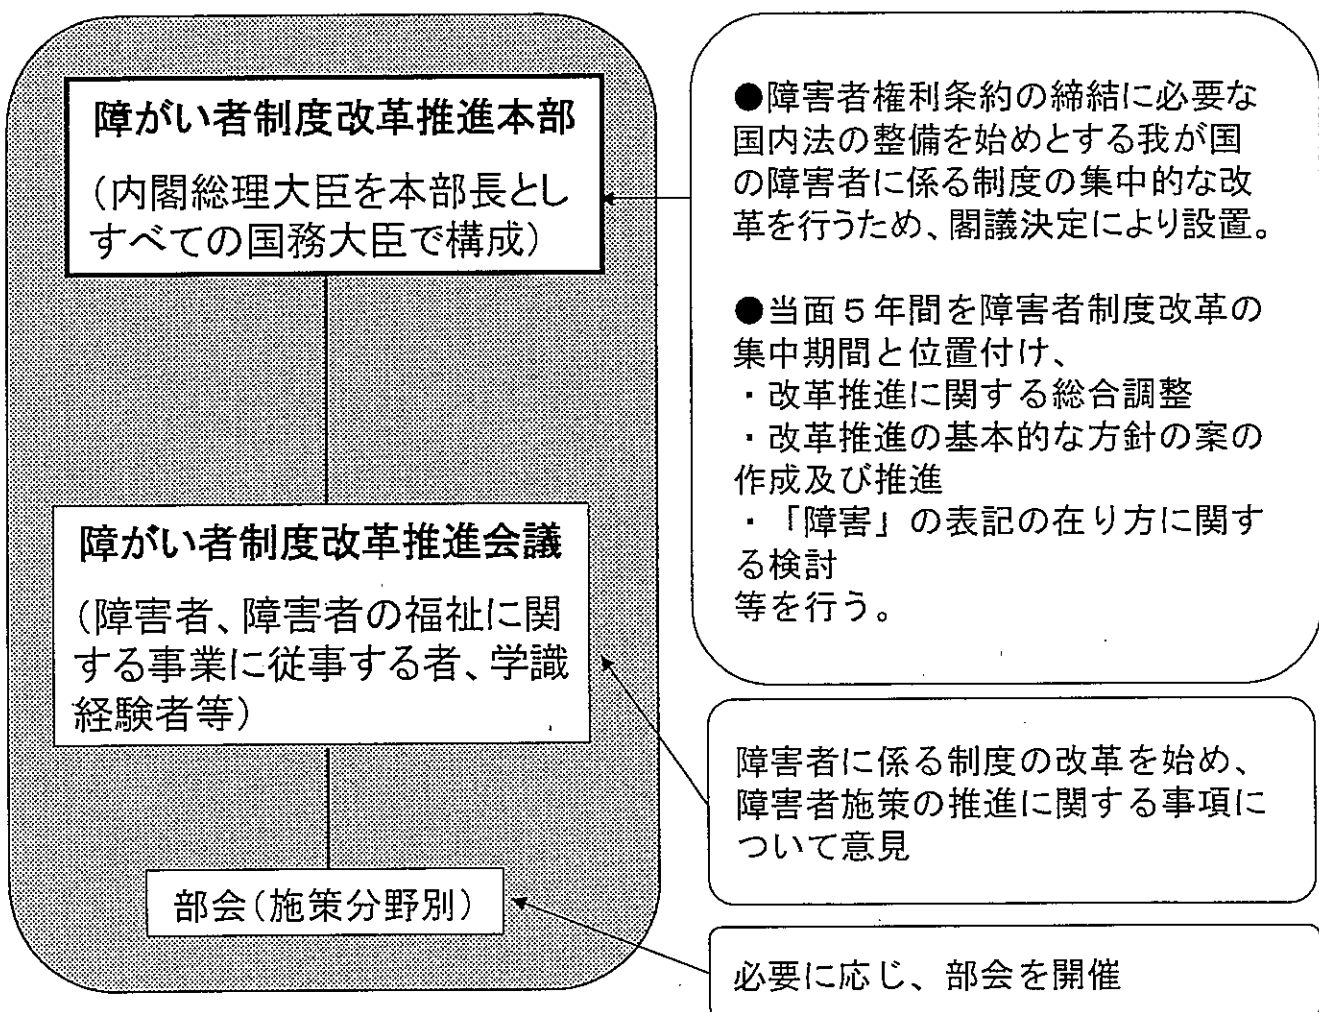 障がい者制度改革推進本部
(内閣総理大臣を本部長とし
すべての国務大臣で構成)
障がい者制度改革推進会議
(障害者、障害者の福祉に関
する事業に従事する者、学識
経験者等)
部会(施策分野別)
●障害者権利条約の締結に必要な
国内法の整備を始めとする我が国
の障害者に係る制度の集中的な改
革を行うため、閣議決定により設置。
●当面５年間を障害者制度改革の
集中期間と位置付け、
・改革推進に関する総合調整
・改革推進の基本的な方針の案の
作成及び推進
・「障害」の表記の在り方に関す
る検討
等を行う。
障害者に係る制度の改革を始め、
障害者施策の推進に関する事項に
ついて意見
必要に応じ、部会を開催